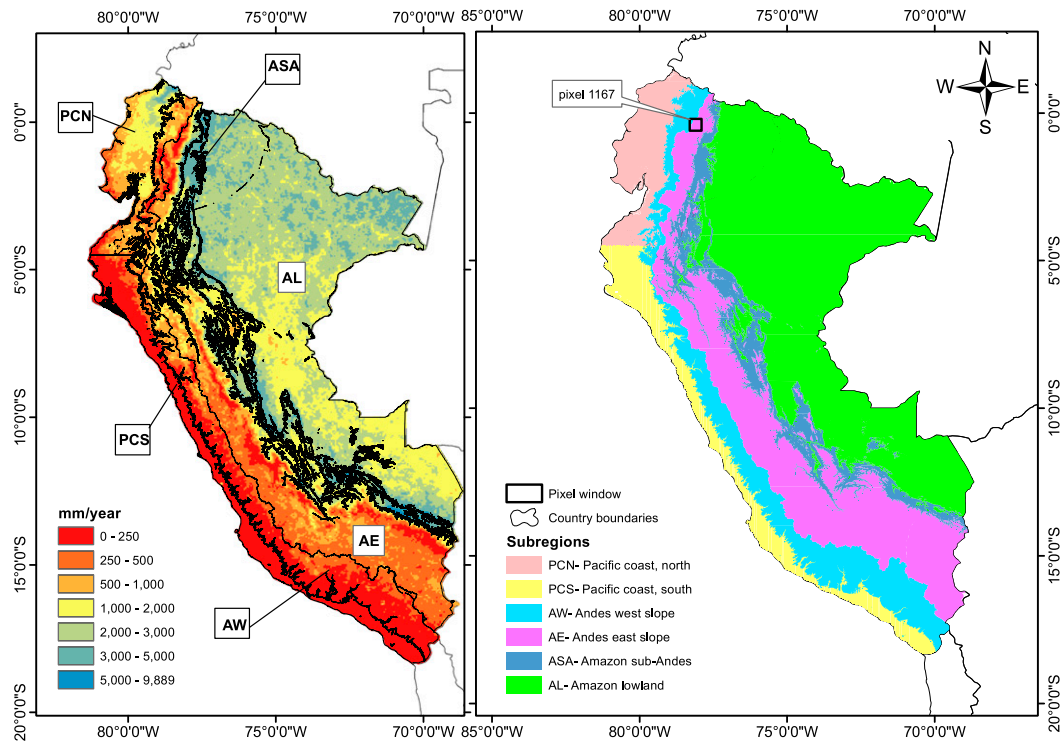 80°0'0"W 75°0'0"W 70°0'0"W
80°0'0"W 75°0'0"W 70°0'0"W
0°0'0"
5°0'0"S
10°0'0"S
15°0'0"S
20°0'0"S
PCN
ASA
AL
PCS
AE
AW
mm/year
0 - 250
250 - 500
500 - 1,000
1,000 - 2,000
2,000 - 3,000
3,000 - 5,000
5,000 - 9,889
80°0'0"W 75°0'0"W 70°0'0"W
pixel 1167
N
W E
S
Pixel window
Country boundaries
Subregions
PCN- Pacific coast, north
PCS- Pacific coast, south
AW- Andes west slope
AE- Andes east slope
ASA- Amazon sub-Andes
AL- Amazon lowland
0°0'0"
5°0'0"S
10°0'0"S
15°0'0"S
20°0'0"S
80°0'0"W 75°0'0"W 70°0'0"W